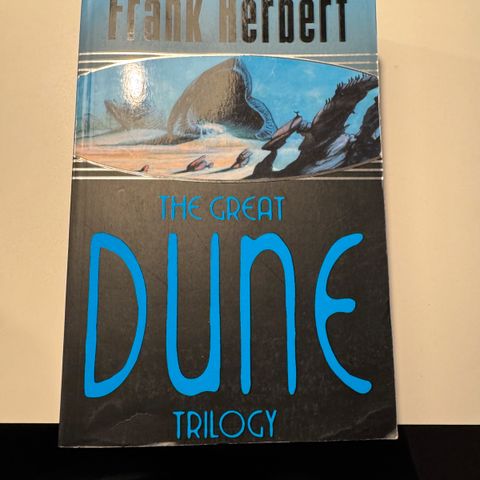 Frank Herbert
THE GREAT
DUNE
TRILOGY